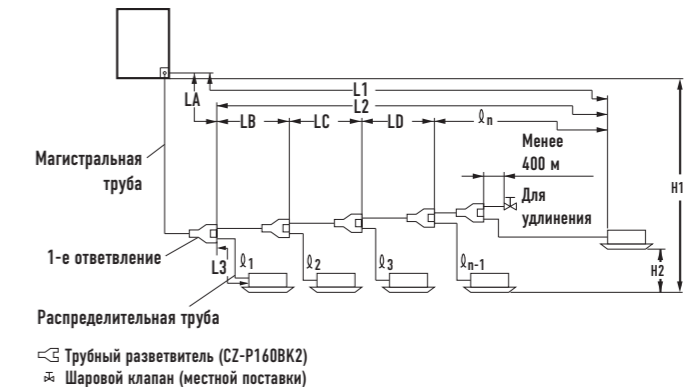 L1
L2
LA
LB
LC
LD
ℓn
Магистральная
труба
Менее
400 м
H1
Для
удлинения
1-е ответвление
L3
ℓ1
ℓ2
ℓ3
ℓn-1
H2
Распределительная труба
Трубный разветвитель (CZ-P160BK2)
Шаровой клапан (местной поставки)